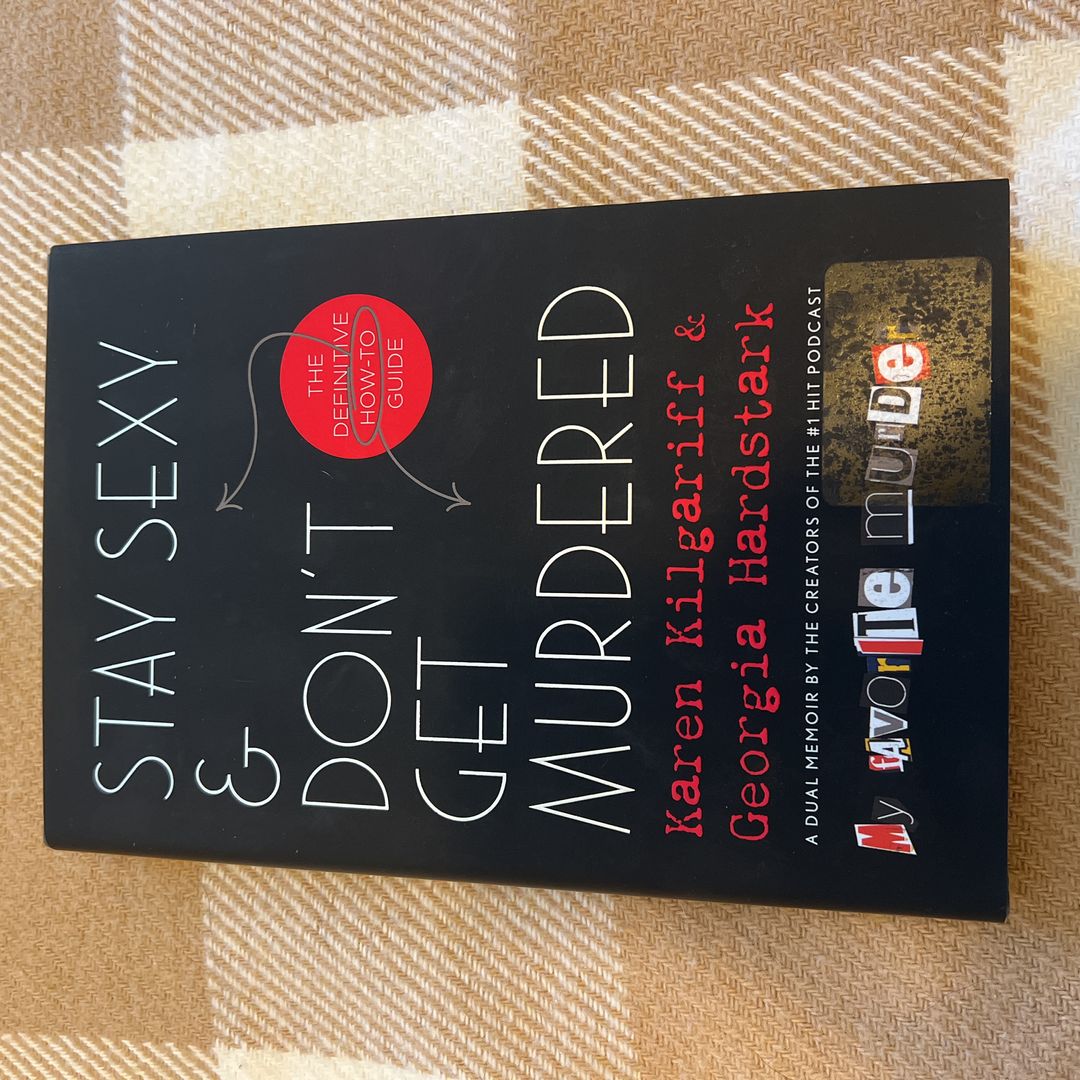 STAY SEXY
&
DON'T
GET
MURDERED
THE
DEFINITIVE
HOW-TO
GUIDE
Karen Kilgariff &
Georgia Hardstark
A DUAL MEMOIR BY THE CREATORS OF THE #1 HIT PODCAST
My fAvorITe murDer